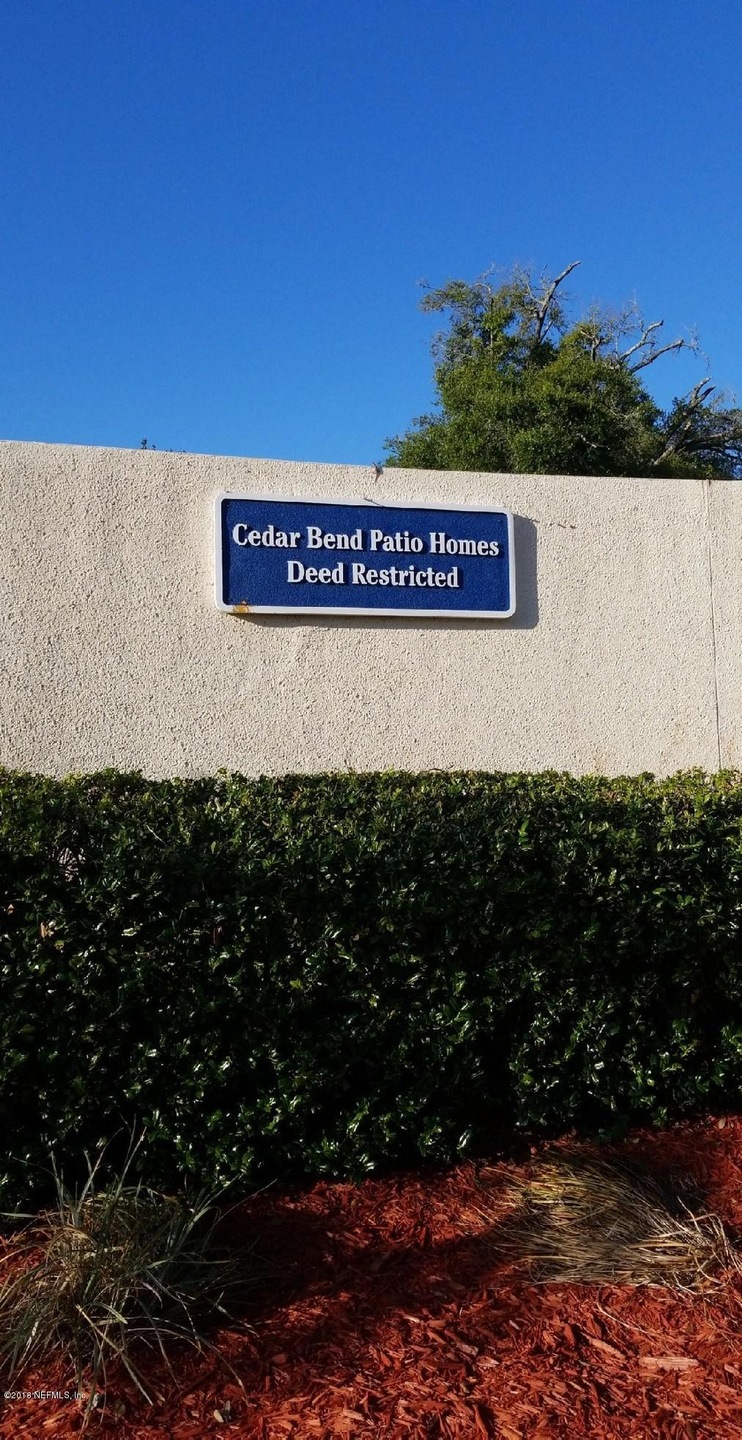 Cedar Bend Patio Homes
Deed Restricted
©2018 NEFMLS, Inc